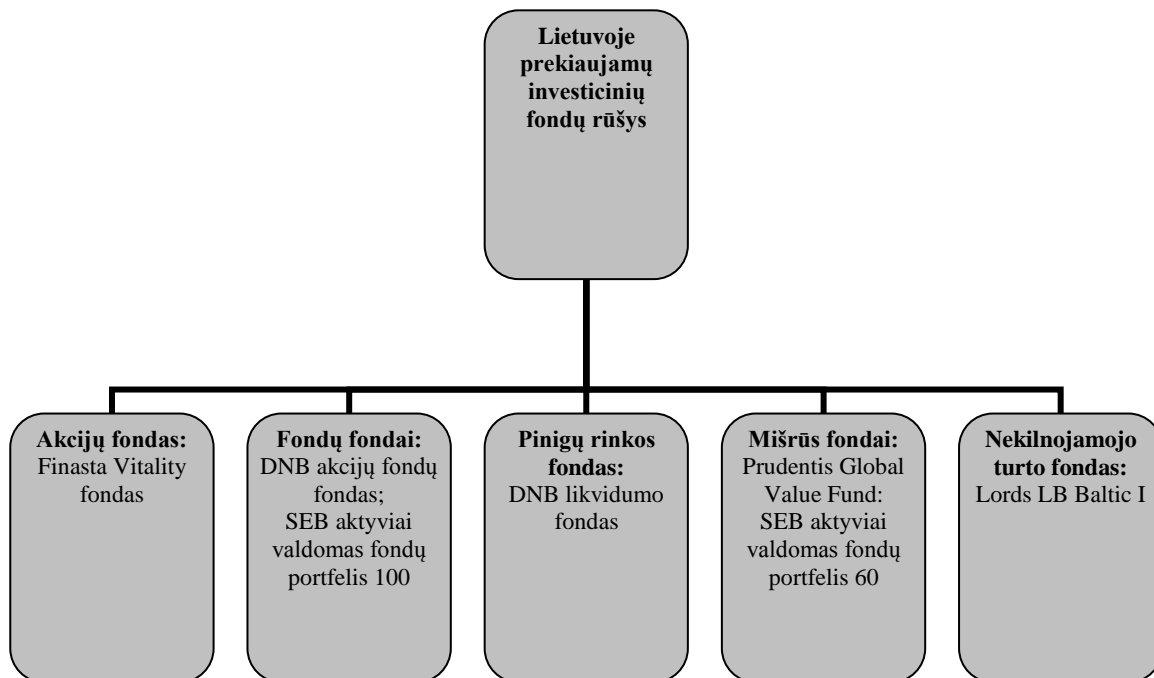 Lietuvoje
prekiaujamų
investicinių
fondų rūšys
Akcijų fondas:
Finasta Vitality
fondas
Fondų fondai:
DNB akcijų fondų
fondas;
SEB aktyviai
valdomas fondų
portfelis 100
Pinigų rinkos
fondas:
DNB likvidumo
fondas
Mišrūs fondai:
Prudentis Global
Value Fund:
SEB aktyviai
valdomas fondų
portfelis 60
Nekilnojamojo
turto fondas:
Lords LB Baltic I